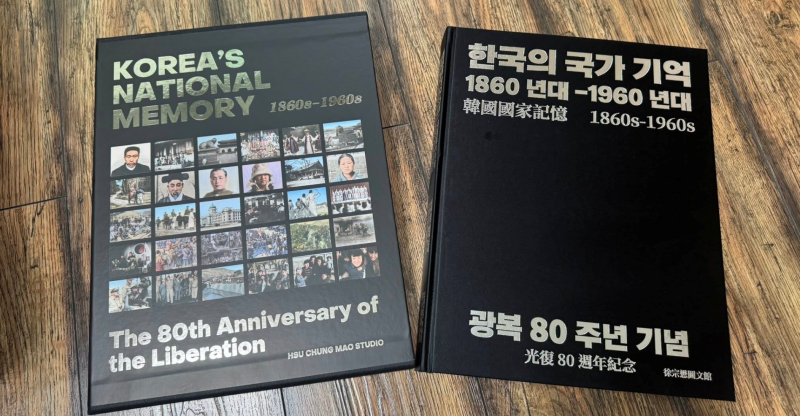 KOREA'S
NATIONAL
MEMORY 1860s–1960s
The 80th Anniversary of
the Liberation
HSU CHUNG MAO STUDIO
한국의 국가 기억
1860 년대 –1960 년대
韓國國家記憶 1860s-1960s
광복 80 주년 기념
光復 80 週年紀念
徐宗懋圖文館